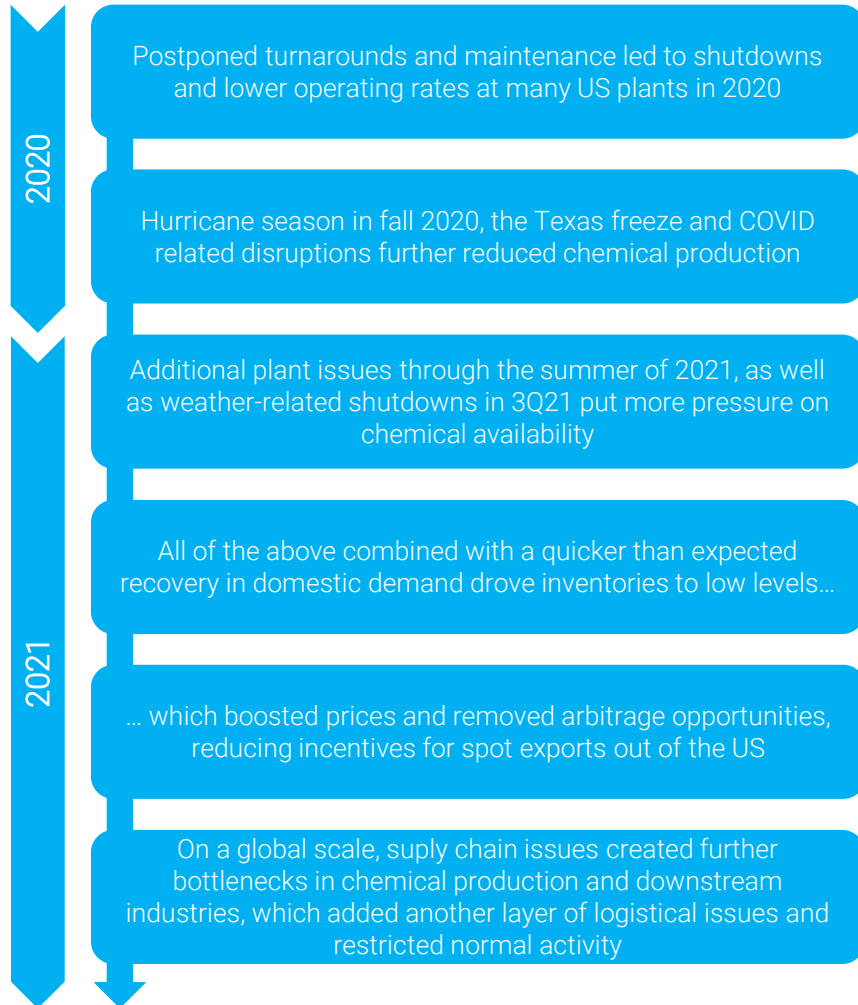 2020
Postponed turnarounds and maintenance led to shutdowns
and lower operating rates at many US plants in 2020
Hurricane season in fall 2020, the Texas freeze and COVID
related disruptions further reduced chemical production
2021
Additional plant issues through the summer of 2021, as well
as weather-related shutdowns in 3Q21 put more pressure on
chemical availability
All of the above combined with a quicker than expected
recovery in domestic demand drove inventories to low levels…
… which boosted prices and removed arbitrage opportunities,
reducing incentives for spot exports out of the US
On a global scale, suply chain issues created further
bottlenecks in chemical production and downstream
industries, which added another layer of logistical issues and
restricted normal activity